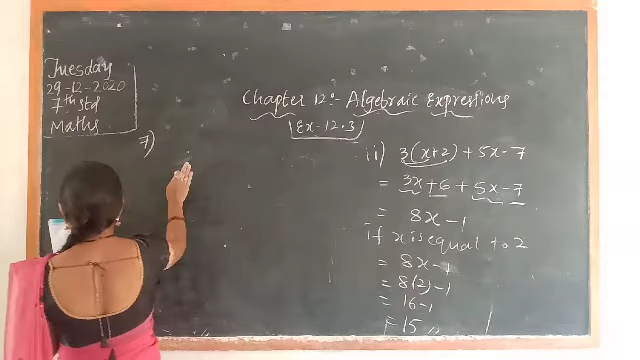 Tuesday
29-12-2020
7th Std
Maths
Chapter 12:- Algebraic Expressions
Ex-12.3
7)
ii) 3(x+2) + 5x-7
= 3x + 6 + 5x - 7
= 8x - 1
if x is equal to 2
= 8x - 1
= 8(2) - 1
= 16 - 1
= 15 ,,